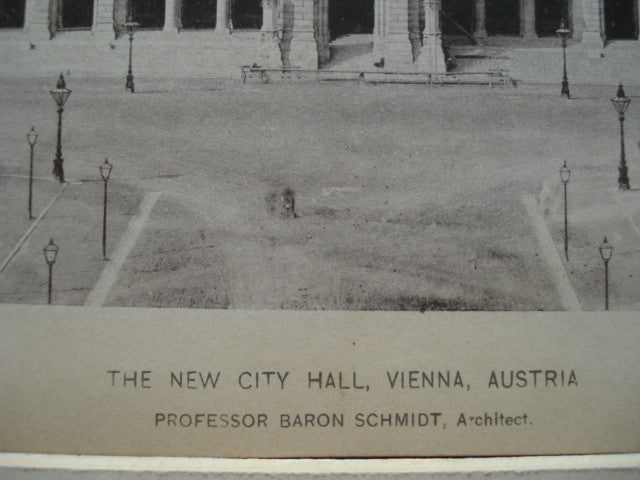 THE NEW CITY HALL, VIENNA, AUSTRIA
PROFESSOR BARON SCHMIDT, Architect.